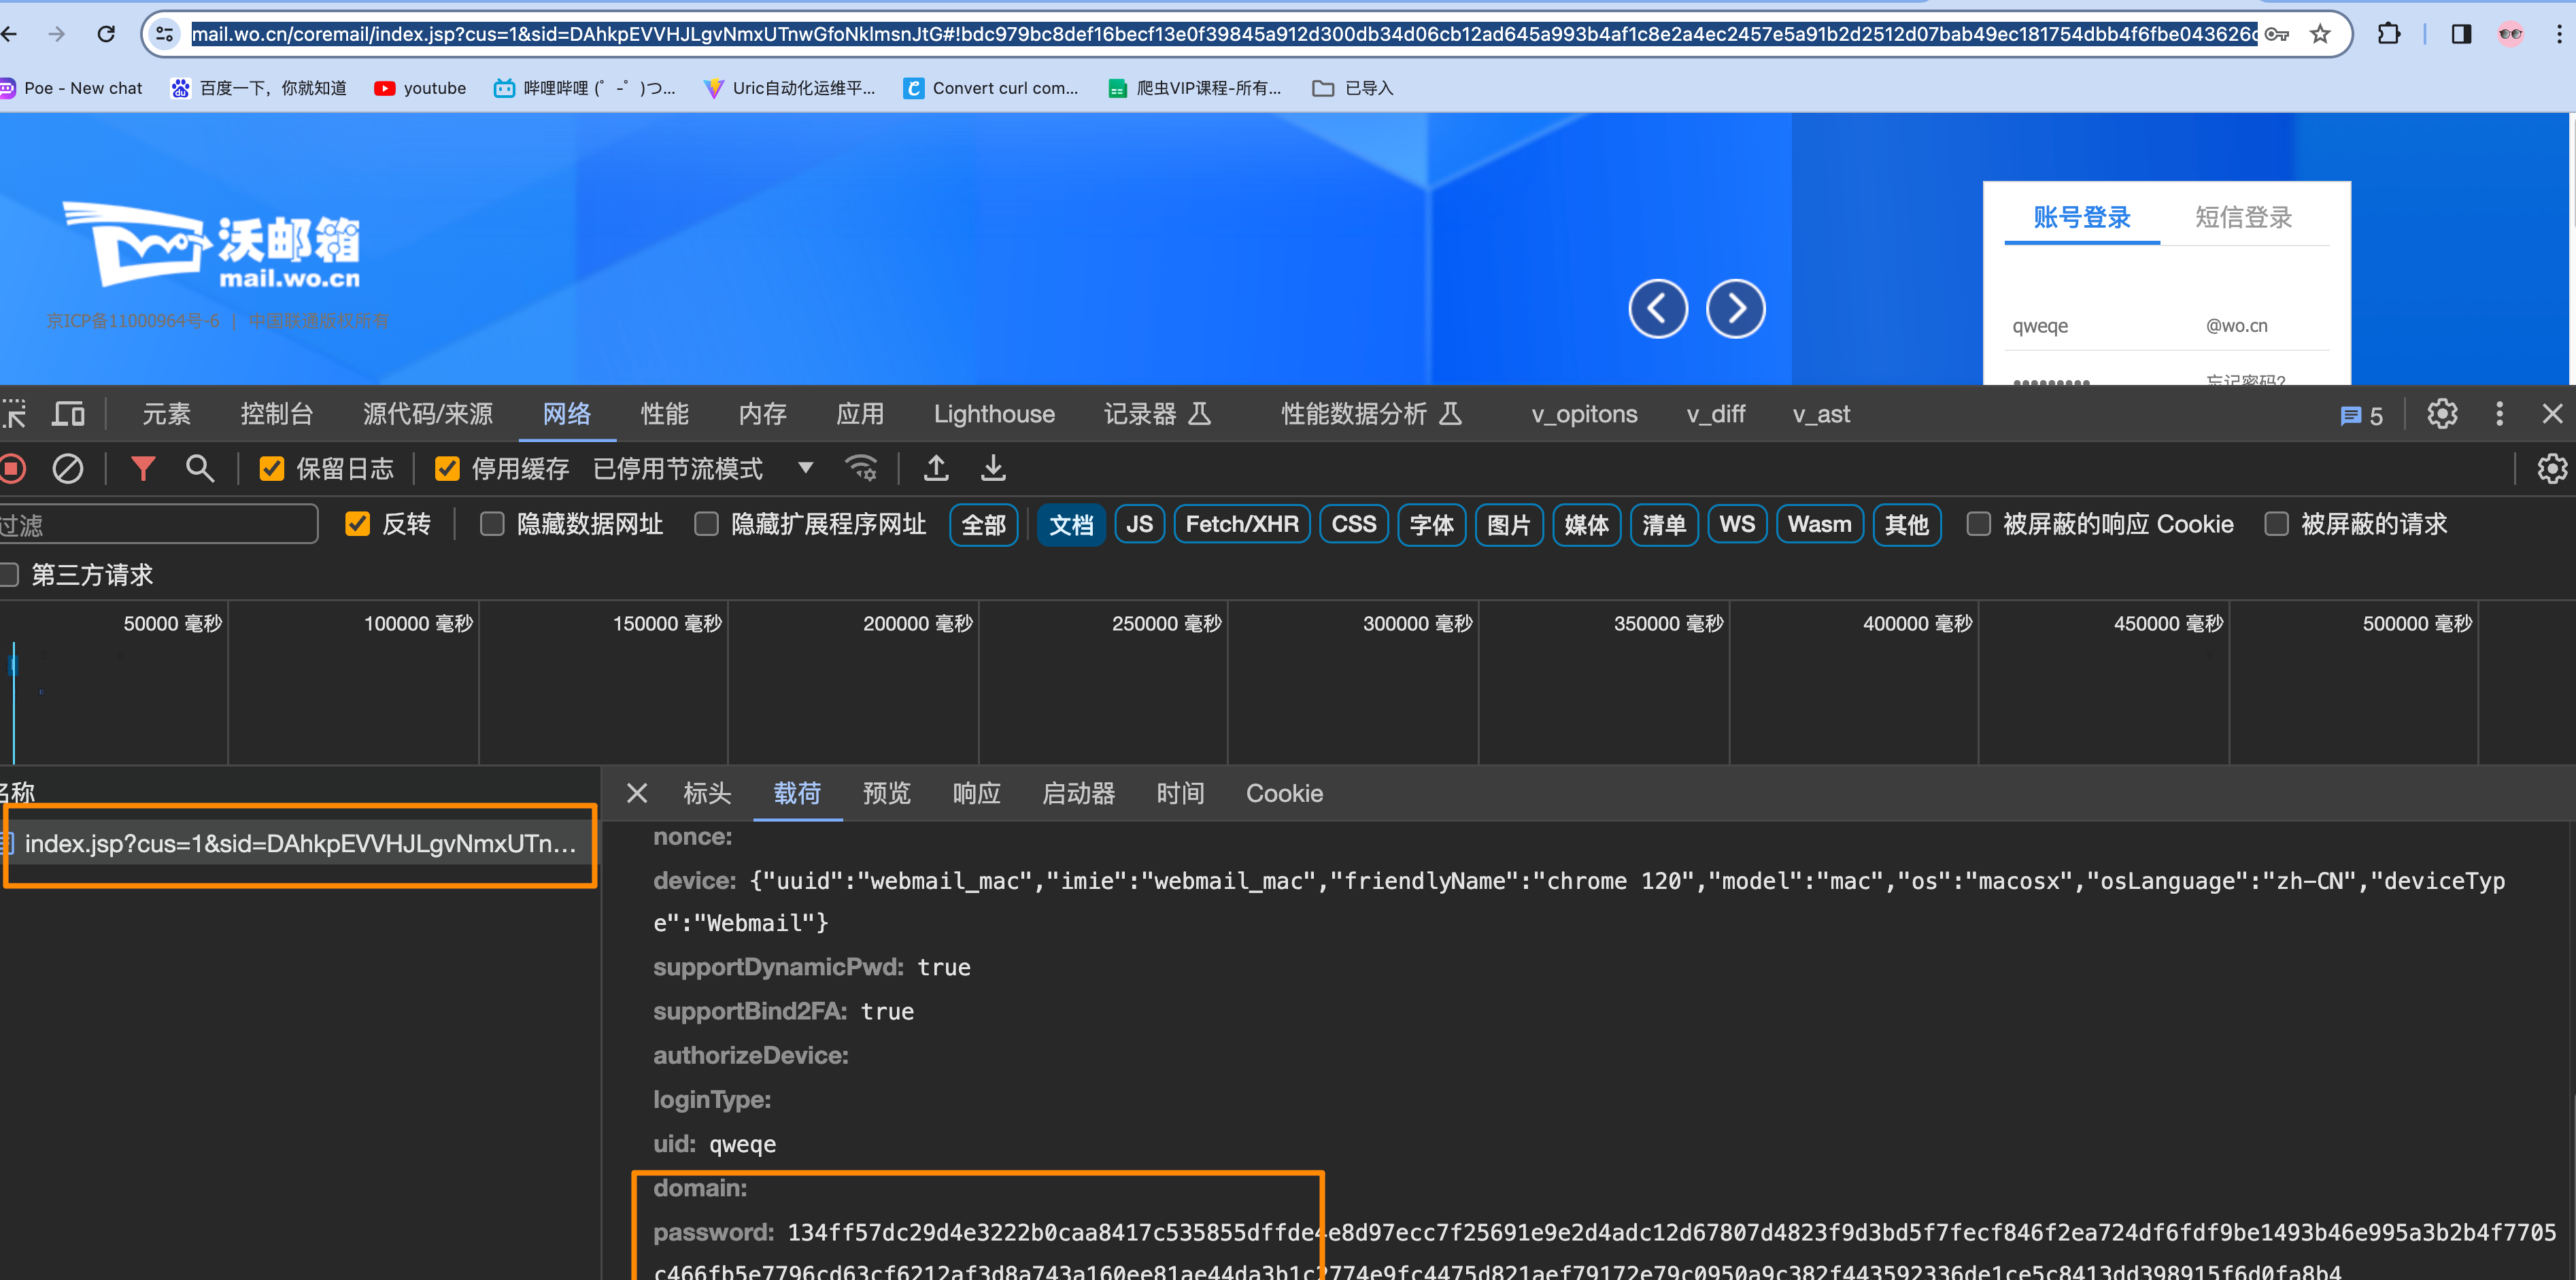 mail.wo.cn/coremail/index.jsp?cus=1&sid=DAhkpEVVHJLgvNmxUTnwGfoNklmsnJtG#!bdc979bc8def16becf13e0f39845a912d300db34d06cb12ad645a993b4af1c8e2a4ec2457e5a91b2d2512d07bab49ec181754dbb4f6fbe043626c
Poe - New chat 百度一下，你就知道 youtube 哔哩哔哩 (゜-゜)つ... Uric自动化运维平... Convert curl com... 爬虫VIP课程-所有... 已导入
沃邮箱
mail.wo.cn
京ICP备11000964号-6 | 中国联通版权所有
账号登录 短信登录
qweqe @wo.cn
忘记密码?
元素 控制台 源代码/来源 网络 性能 内存 应用 Lighthouse 记录器 性能数据分析 v_opitons v_diff v_ast 5
保留日志 停用缓存 已停用节流模式
过滤 反转 隐藏数据网址 隐藏扩展程序网址 全部 文档 JS Fetch/XHR CSS 字体 图片 媒体 清单 WS Wasm 其他 被屏蔽的响应 Cookie 被屏蔽的请求
第三方请求
50000 毫秒 100000 毫秒 150000 毫秒 200000 毫秒 250000 毫秒 300000 毫秒 350000 毫秒 400000 毫秒 450000 毫秒 500000 毫秒
名称 标头 载荷 预览 响应 启动器 时间 Cookie
index.jsp?cus=1&sid=DAhkpEVVHJLgvNmxUTn...
nonce:
device: {"uuid":"webmail_mac","imie":"webmail_mac","friendlyName":"chrome 120","model":"mac","os":"macosx","osLanguage":"zh-CN","deviceTyp
e":"Webmail"}
supportDynamicPwd: true
supportBind2FA: true
authorizeDevice:
loginType:
uid: qweqe
domain:
password: 134ff57dc29d4e3222b0caa8417c535855dffde4e8d97ecc7f25691e9e2d4adc12d67807d4823f9d3bd5f7fecf846f2ea724df6fdf9be1493b46e995a3b2b4f7705
c466fb5e7796cd63cf6212af3d8a743a160ee81ae44da3b1c2774e9fc4475d821aef79172e79c0950a9c382f443592336de1ce5c8413dd398915f6d0fa8b4